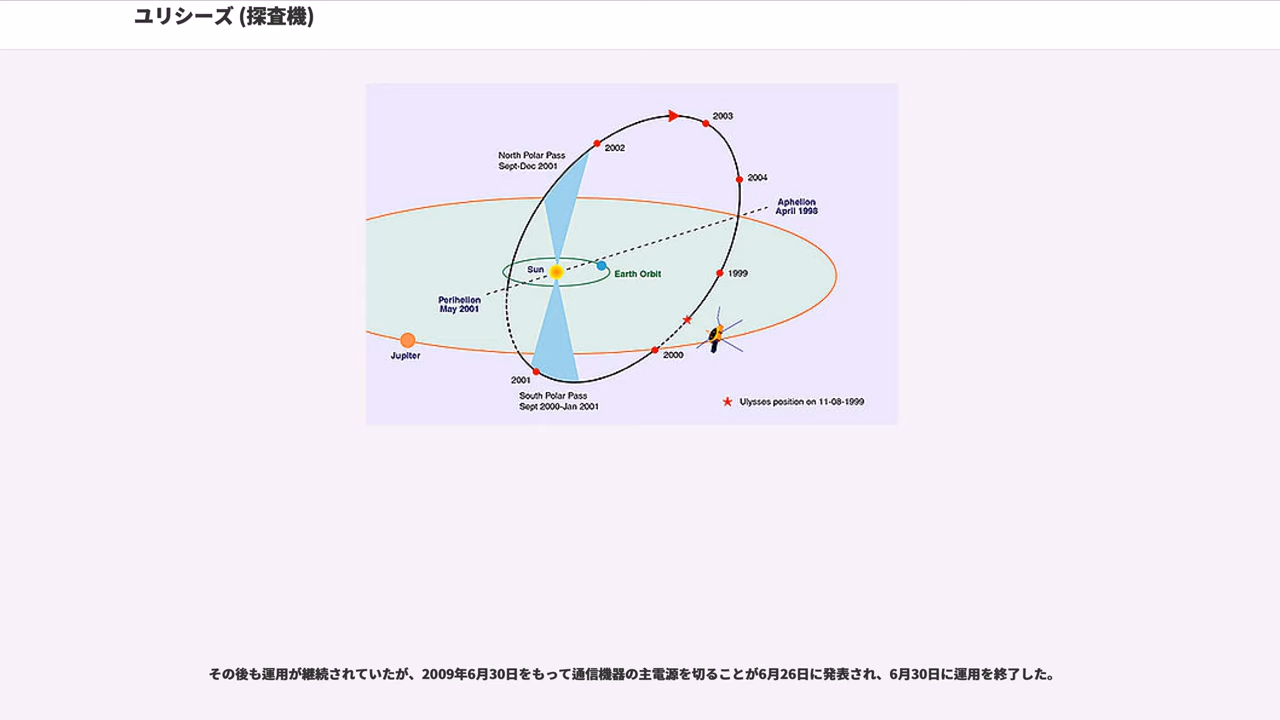 ユリシーズ (探査機)
2003
2002
North Polar Pass
Sept-Dec 2001
2004
Aphelion
April 1998
Sun
Earth Orbit
1999
Perihelion
May 2001
Jupiter
2000
2001
South Polar Pass
Sept 2000-Jan 2001
Ulysses position on 11-08-1999
その後も運用が継続されていたが、2009年6月30日をもって通信機器の主電源を切ることが6月26日に発表され、6月30日に運用を終了した。